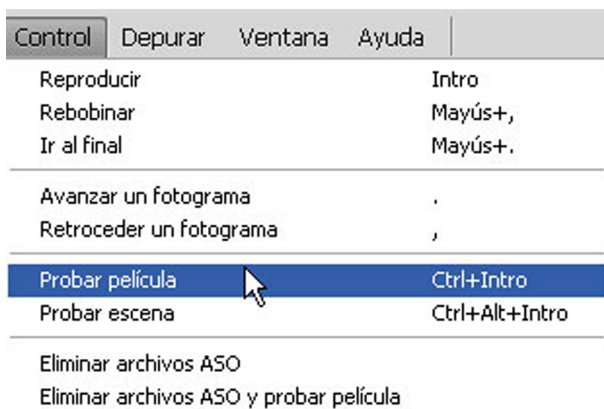 Control Depurar Ventana Ayuda
Reproducir Intro
Rebobinar Mayús+,
Ir al final Mayús+.
Avanzar un fotograma .
Retroceder un fotograma ,
Probar película Ctrl+Intro
Probar escena Ctrl+Alt+Intro
Eliminar archivos ASO
Eliminar archivos ASO y probar película